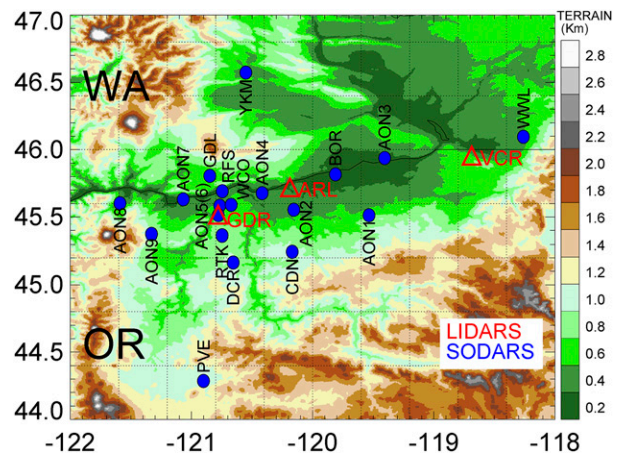 TERRAIN
(Km)
47.0
46.5
46.0
45.5
45.0
44.5
44.0
WA
OR
YKM
WWL
AON3
BOR
VCR
AON7
GDL
RFS
WCO
AON4
ARL
AON5(6)
GDR
AON8
AON9
RTK
DCR
CDN
AON2
AON1
PVE
LIDARS
SODARS
-122
-121
-120
-119
-118
2.8
2.6
2.4
2.2
2.0
1.8
1.6
1.4
1.2
1.0
0.8
0.6
0.4
0.2